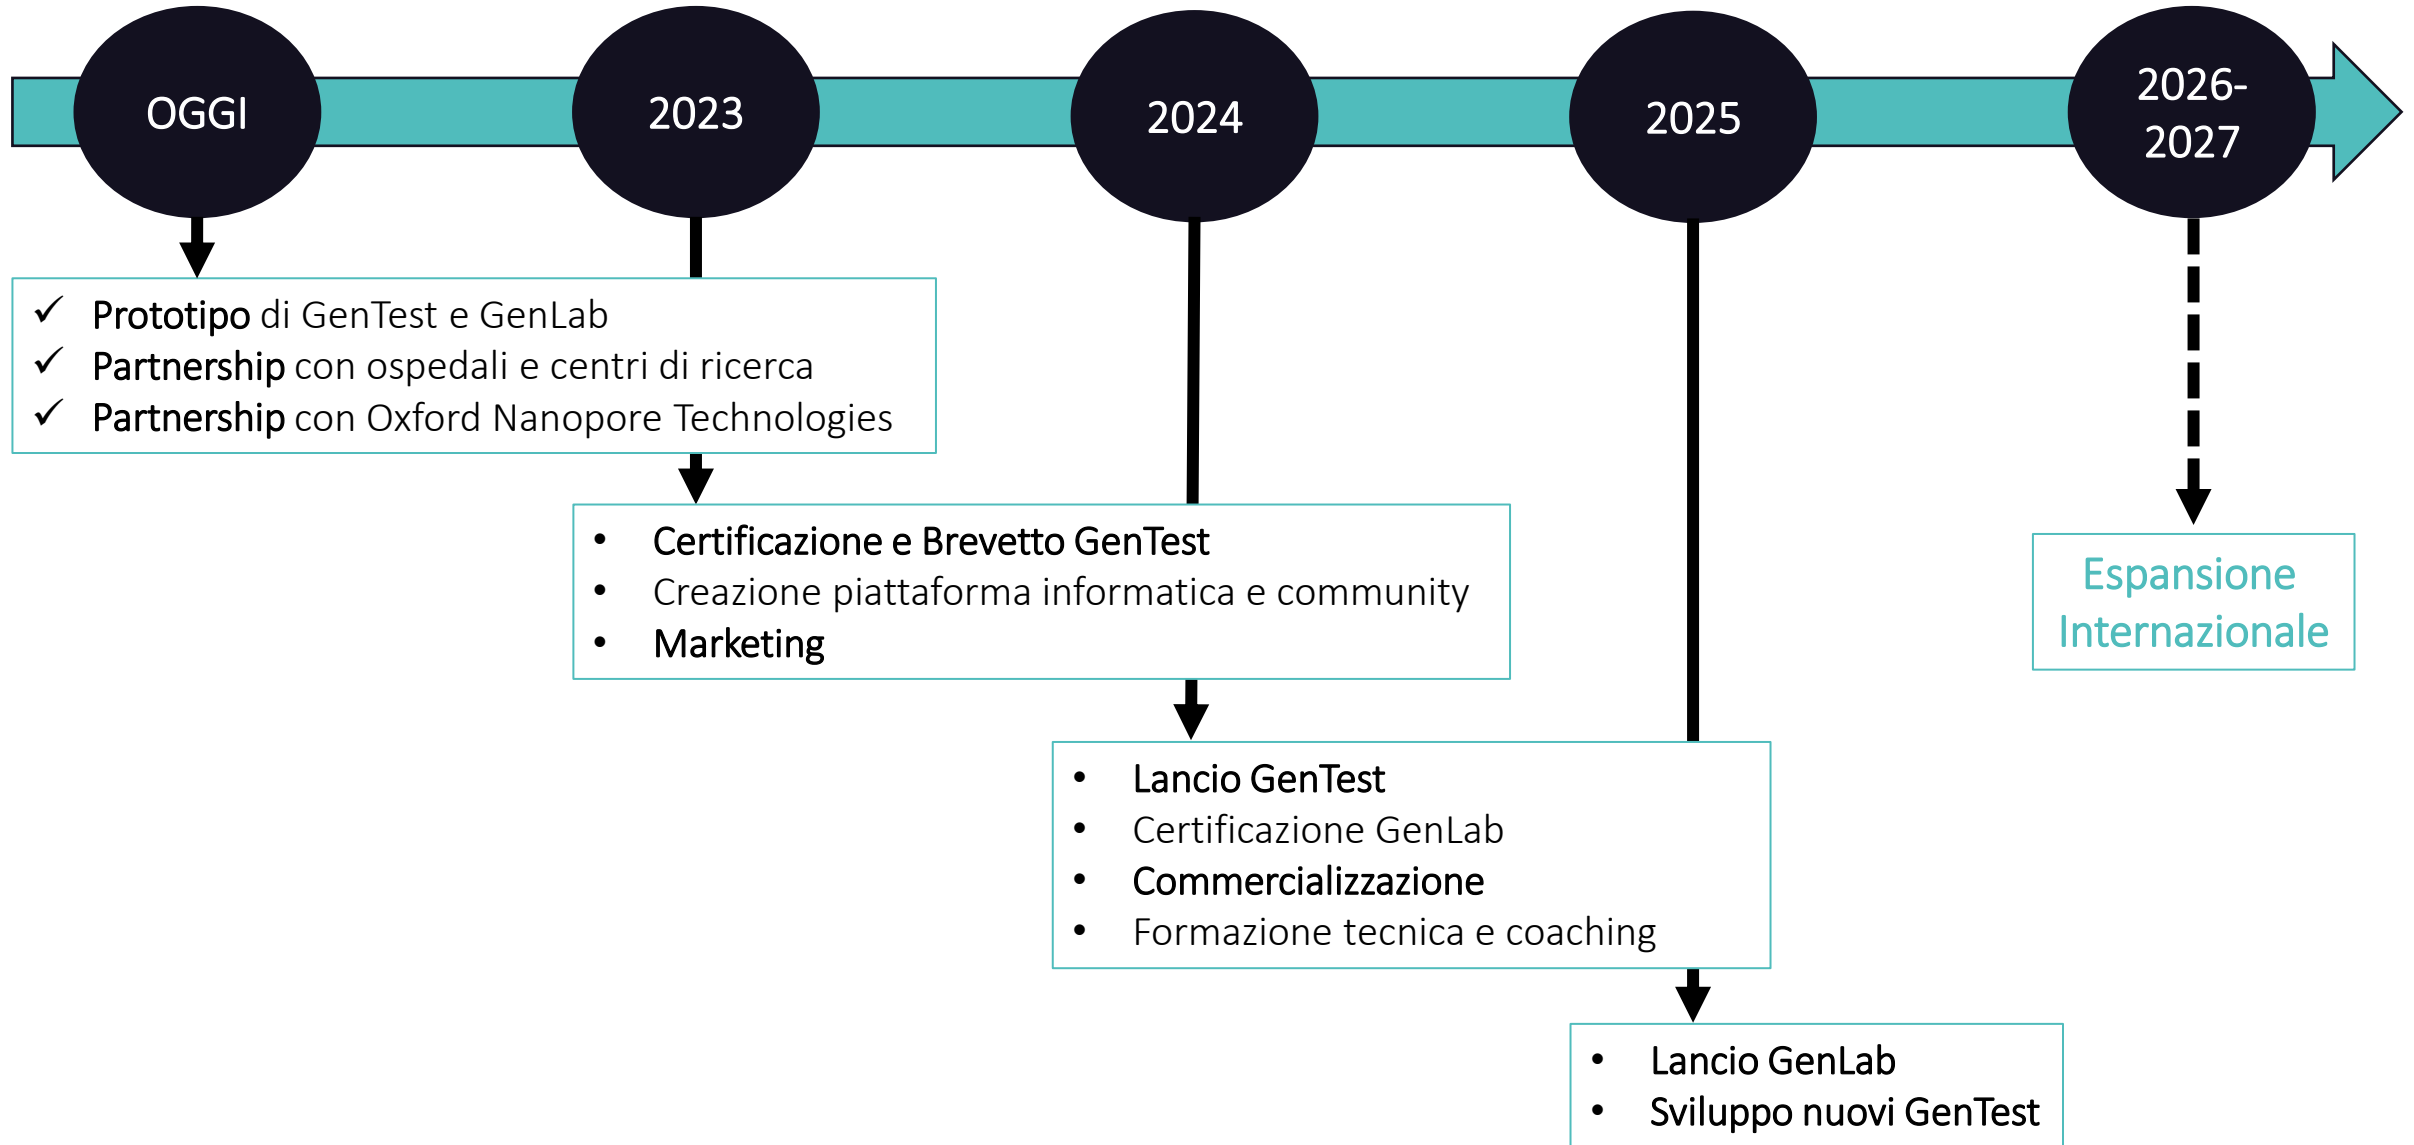 OGGI
2023
2024
2025
2026-
2027
✓ Prototipo di GenTest e GenLab
✓ Partnership con ospedali e centri di ricerca
✓ Partnership con Oxford Nanopore Technologies
• Certificazione e Brevetto GenTest
• Creazione piattaforma informatica e community
• Marketing
Espansione
Internazionale
• Lancio GenTest
• Certificazione GenLab
• Commercializzazione
• Formazione tecnica e coaching
• Lancio GenLab
• Sviluppo nuovi GenTest